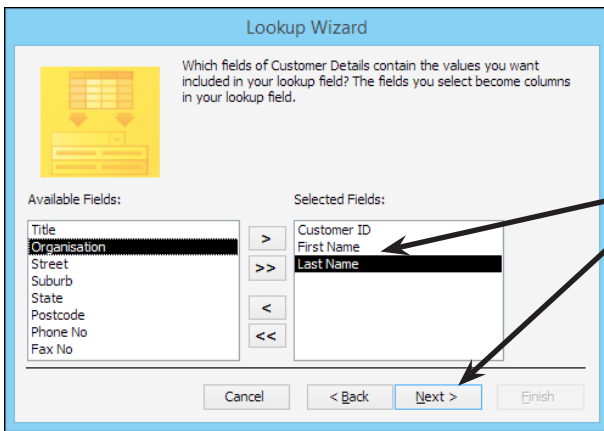 Lookup Wizard
Which fields of Customer Details contain the values you want
included in your lookup field? The fields you select become columns
in your lookup field.
Available Fields:
Selected Fields:
Title
Organisation
Street
Suburb
State
Postcode
Phone No
Fax No
>
>>
<
<<
Customer ID
First Name
Last Name
Cancel
< Back
Next >
Finish